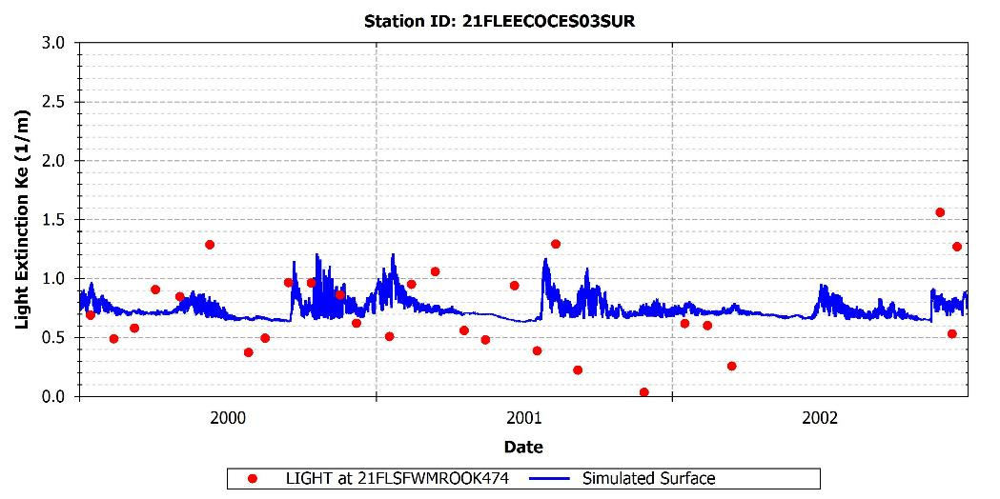 Station ID: 21FLEECOCES03SUR
3.0
2.5
2.0
1.5
1.0
0.5
0.0
Light Extinction Ke (1/m)
2000 2001 2002
Date
LIGHT at 21FLSFWMROOK474 Simulated Surface